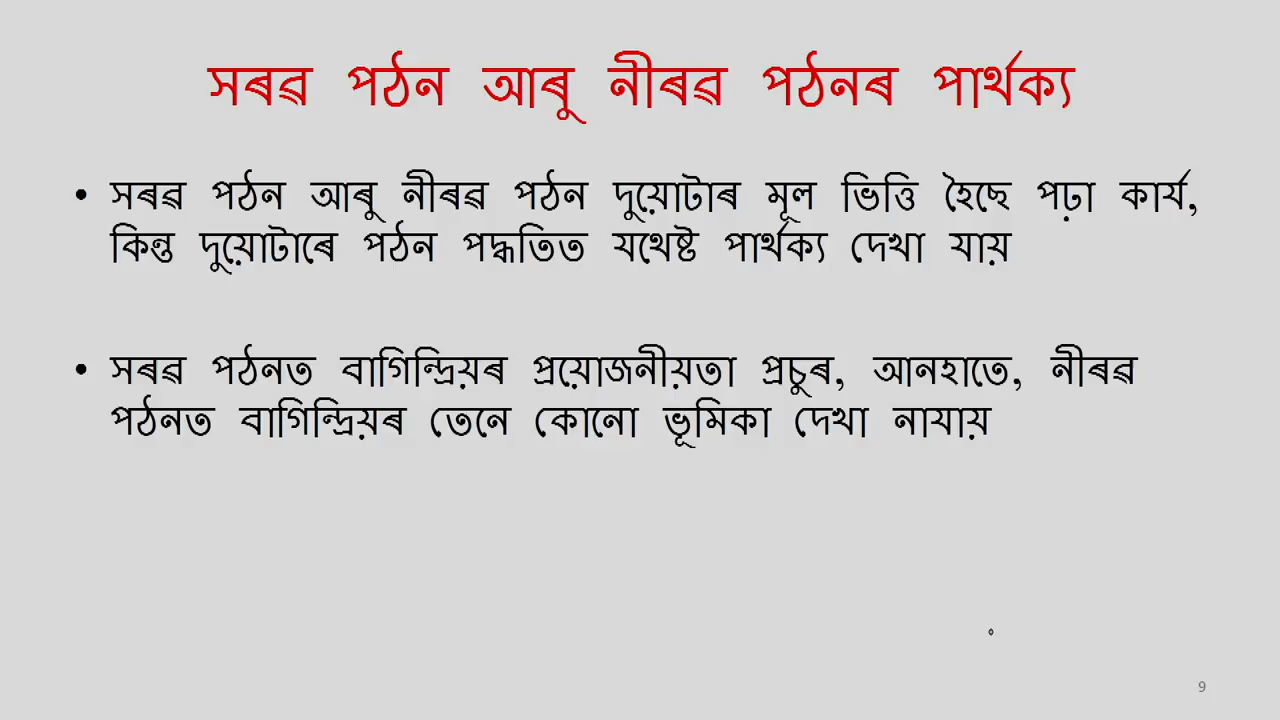 সৰৱ পঠন আৰু নীৰৱ পঠনৰ পাৰ্থক্য
• সৰৱ পঠন আৰু নীৰৱ পঠন দুয়োটাৰ মূল ভিত্তি হৈছে পঢ়া কাৰ্য,
কিন্ত দুয়োটাৰে পঠন পদ্ধতিত যথেষ্ট পাৰ্থক্য দেখা যায়
• সৰৱ পঠনত বাগিন্দ্ৰিয়ৰ প্ৰয়োজনীয়তা প্ৰচুৰ, আনহাতে, নীৰৱ
পঠনত বাগিন্দ্ৰিয়ৰ তেনে কোনো ভূমিকা দেখা নাযায়
9